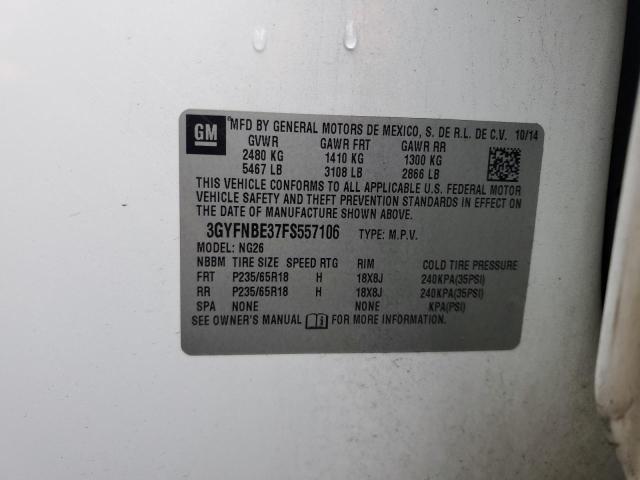 GM ® MFD BY GENERAL MOTORS DE MEXICO, S. DE R.L. DE C.V. 10/14
GVWR GAWR FRT GAWR RR
2480 KG 1410 KG 1300 KG
5467 LB 3108 LB 2866 LB
THIS VEHICLE CONFORMS TO ALL APPLICABLE U.S. FEDERAL MOTOR
VEHICLE SAFETY AND THEFT PREVENTION STANDARDS IN EFFECT ON
THE DATE OF MANUFACTURE SHOWN ABOVE.
3GYFNBE37FS557106 TYPE: M.P.V.
MODEL: NG26
NBBM TIRE SIZE SPEED RTG RIM COLD TIRE PRESSURE
FRT P235/65R18 H 18X8J 240KPA(35PSI)
RR P235/65R18 H 18X8J 240KPA(35PSI)
SPA NONE NONE KPA(PSI)
SEE OWNER'S MANUAL FOR MORE INFORMATION.